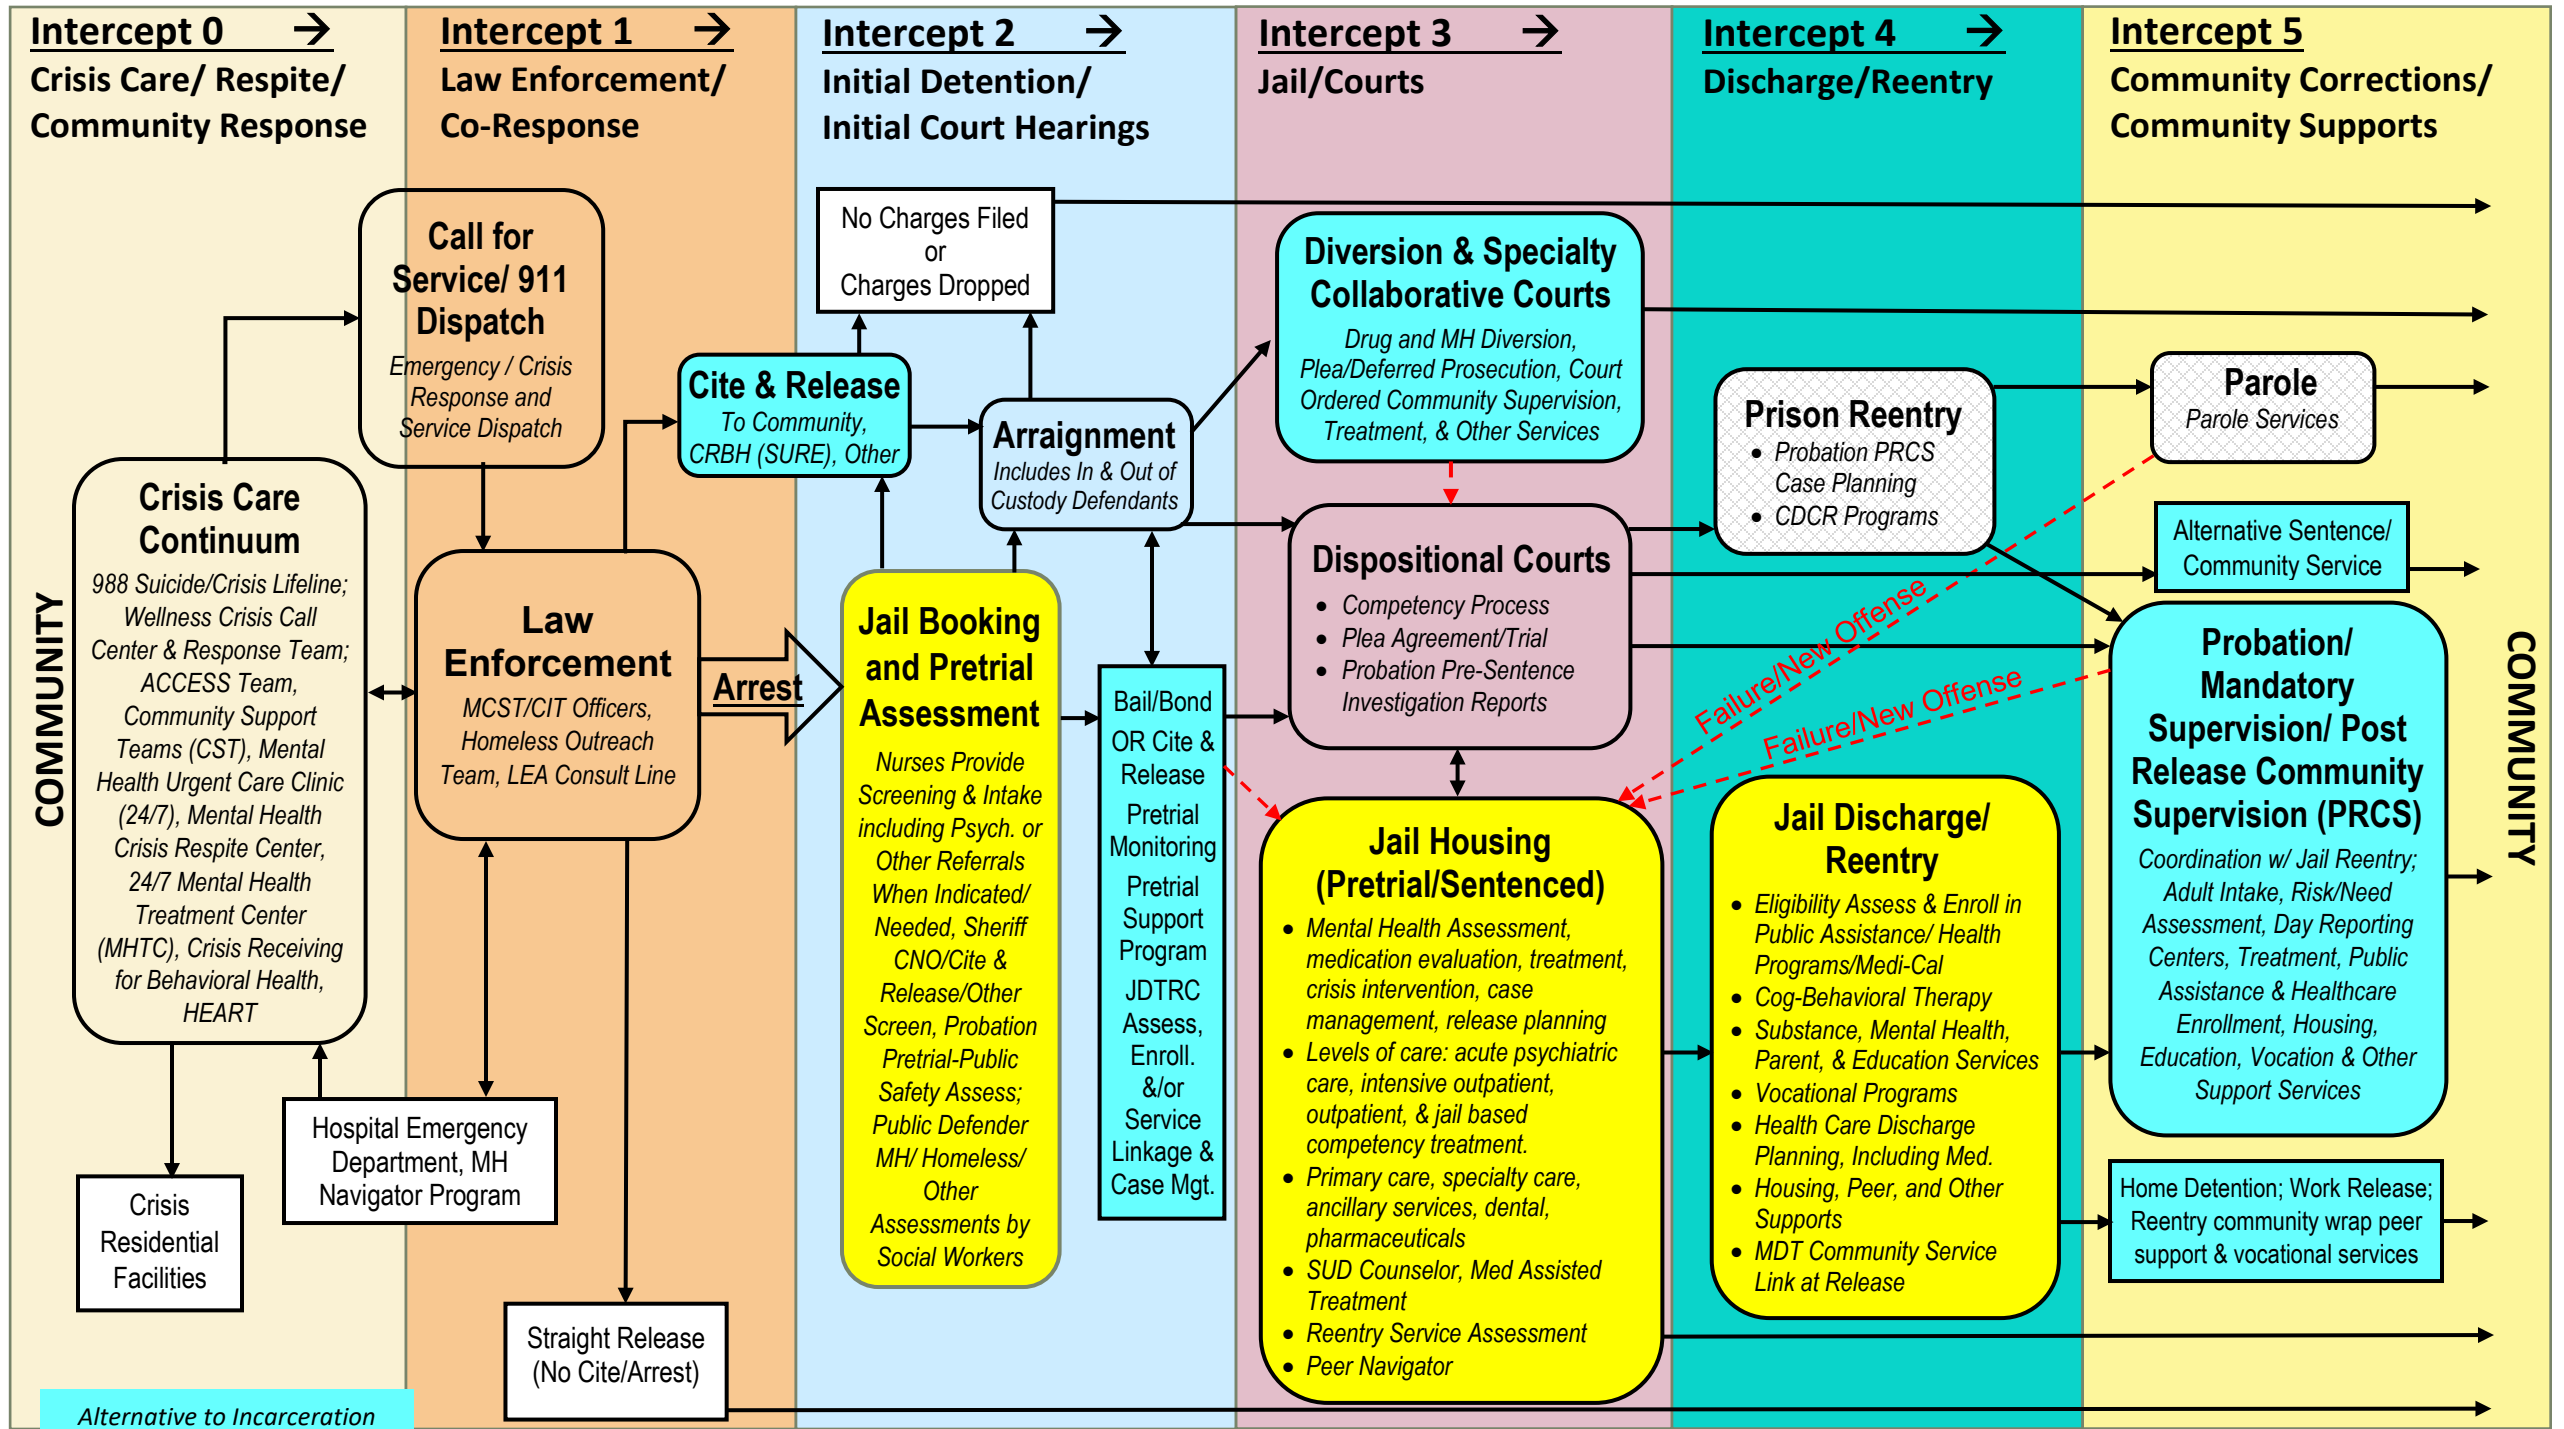 Intercept 0 →
Crisis Care/ Respite/
Community Response
Intercept 1 →
Law Enforcement/
Co-Response
Intercept 2 →
Initial Detention/
Initial Court Hearings
Intercept 3 →
Jail/Courts
Intercept 4 →
Discharge/Reentry
Intercept 5
Community Corrections/
Community Supports
COMMUNITY
Call for
Service/ 911
Dispatch
Emergency / Crisis
Response and
Service Dispatch
Crisis Care
Continuum
988 Suicide/Crisis Lifeline;
Wellness Crisis Call
Center & Response Team;
ACCESS Team,
Community Support
Teams (CST), Mental
Health Urgent Care Clinic
(24/7), Mental Health
Crisis Respite Center,
24/7 Mental Health
Treatment Center
(MHTC), Crisis Receiving
for Behavioral Health,
HEART
Crisis
Residential
Facilities
Hospital Emergency
Department, MH
Navigator Program
Alternative to Incarceration
Law
Enforcement
MCST/CIT Officers,
Homeless Outreach
Team, LEA Consult Line
Arrest
Straight Release
(No Cite/Arrest)
Cite & Release
To Community,
CRBH (SURE), Other
No Charges Filed
or
Charges Dropped
Arraignment
Includes In & Out of
Custody Defendants
Jail Booking
and Pretrial
Assessment
Nurses Provide
Screening & Intake
including Psych. or
Other Referrals
When Indicated/
Needed, Sheriff
CNO/Cite &
Release/Other
Screen, Probation
Pretrial-Public
Safety Assess;
Public Defender
MH/ Homeless/
Other
Assessments by
Social Workers
Bail/Bond
OR Cite &
Release
Pretrial
Monitoring
Pretrial
Support
Program
JDTRC
Assess,
Enroll.
&/or
Service
Linkage &
Case Mgt.
Diversion & Specialty
Collaborative Courts
Drug and MH Diversion,
Plea/Deferred Prosecution, Court
Ordered Community Supervision,
Treatment, & Other Services
Dispositional Courts
• Competency Process
• Plea Agreement/Trial
• Probation Pre-Sentence
Investigation Reports
Jail Housing
(Pretrial/Sentenced)
• Mental Health Assessment,
medication evaluation, treatment,
crisis intervention, case
management, release planning
• Levels of care: acute psychiatric
care, intensive outpatient,
outpatient, & jail based
competency treatment.
• Primary care, specialty care,
ancillary services, dental,
pharmaceuticals
• SUD Counselor, Med Assisted
Treatment
• Reentry Service Assessment
• Peer Navigator
Prison Reentry
• Probation PRCS
Case Planning
• CDCR Programs
Failure/New Offense
Failure/New Offense
Jail Discharge/
Reentry
• Eligibility Assess & Enroll in
Public Assistance/ Health
Programs/Medi-Cal
• Cog-Behavioral Therapy
• Substance, Mental Health,
Parent, & Education Services
• Vocational Programs
• Health Care Discharge
Planning, Including Med.
• Housing, Peer, and Other
Supports
• MDT Community Service
Link at Release
Parole
Parole Services
Alternative Sentence/
Community Service
Probation/
Mandatory
Supervision/ Post
Release Community
Supervision (PRCS)
Coordination w/ Jail Reentry;
Adult Intake, Risk/Need
Assessment, Day Reporting
Centers, Treatment, Public
Assistance & Healthcare
Enrollment, Housing,
Education, Vocation & Other
Support Services
Home Detention; Work Release;
Reentry community wrap peer
support & vocational services
COMMUNITY